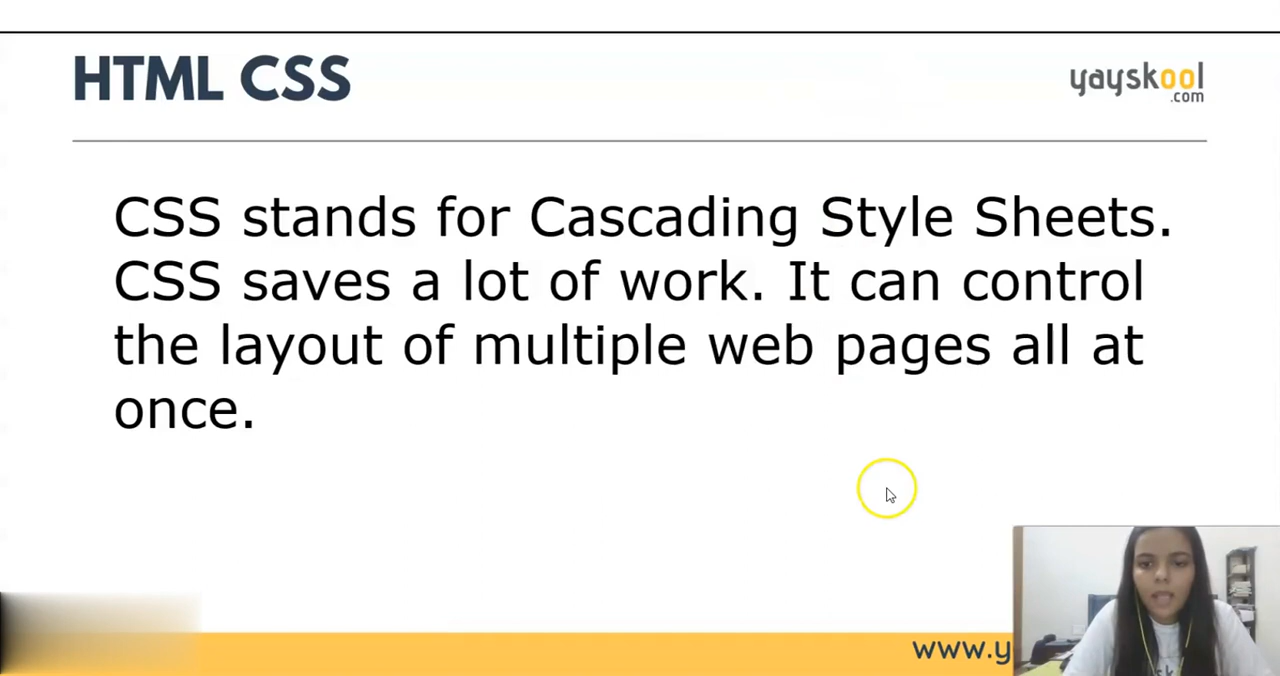 HTML CSS
yayskool
.com
CSS stands for Cascading Style Sheets.
CSS saves a lot of work. It can control
the layout of multiple web pages all at
once.
www.y